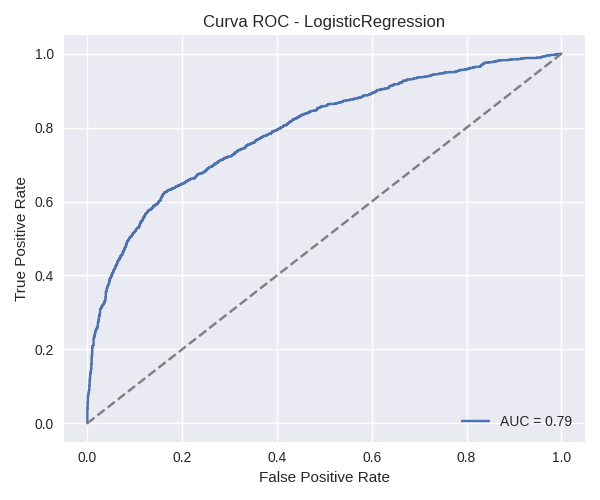 Curva ROC - LogisticRegression
True Positive Rate
1.0
0.8
0.6
0.4
0.2
0.0
AUC = 0.79
0.0 0.2 0.4 0.6 0.8 1.0
False Positive Rate